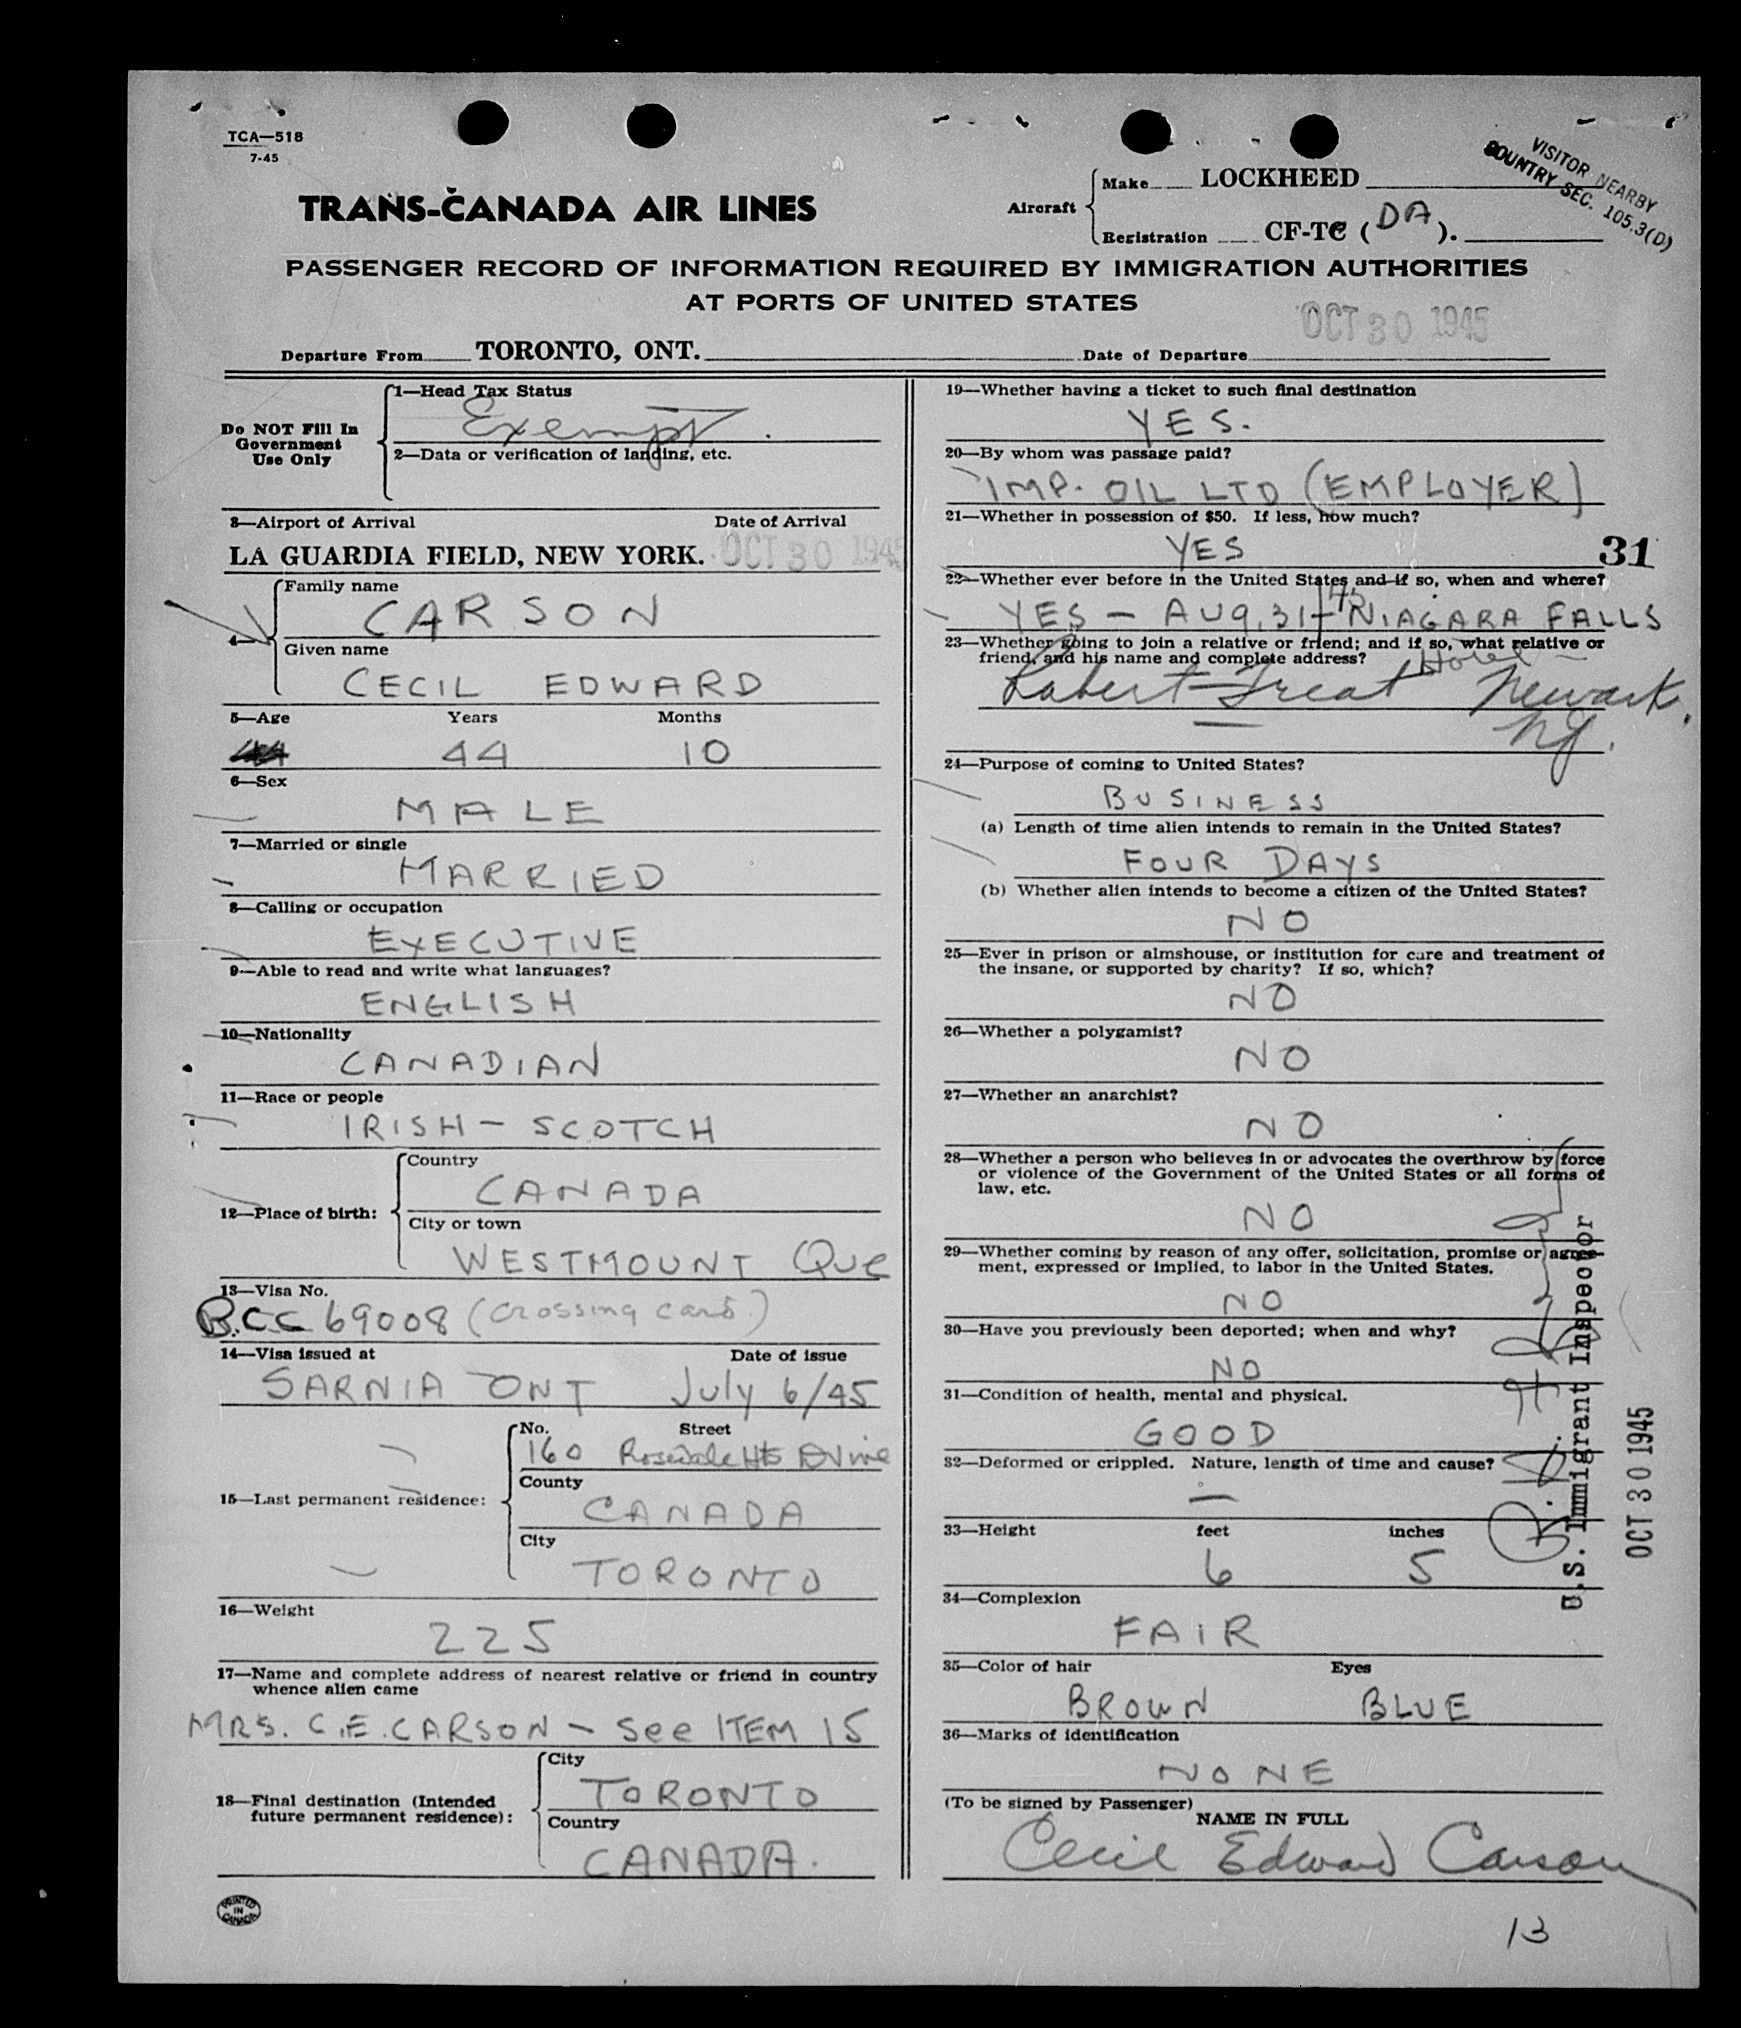 TCA—518
7-45
VISITOR NEARBY
COUNTRY SEC. 105.3(D)
TRANS-CANADA AIR LINES
Aircraft
Make LOCKHEED
Registration CF-TC (DA).
PASSENGER RECORD OF INFORMATION REQUIRED BY IMMIGRATION AUTHORITIES
AT PORTS OF UNITED STATES
OCT 30 1945
Departure From TORONTO, ONT. Date of Departure
Do NOT Fill In
Government
Use Only
1—Head Tax Status
Exempt.
2—Data or verification of landing, etc.
3—Airport of Arrival Date of Arrival
LA GUARDIA FIELD, NEW YORK. OCT 30 1945
4—
Family name
CARSON
Given name
CECIL EDWARD
5—Age Years Months
44 10
6—Sex
MALE
7—Married or single
MARRIED
8—Calling or occupation
EXECUTIVE
9—Able to read and write what languages?
ENGLISH
10—Nationality
CANADIAN
11—Race or people
IRISH — SCOTCH
12—Place of birth:
Country
CANADA
City or town
WESTMOUNT Que
13—Visa No.
B.C.C 69008 (crossing card.)
14—Visa issued at Date of issue
SARNIA ONT July 6/45
15—Last permanent residence:
No. Street
160 Rosedale Hts Drive
County
CANADA
City
TORONTO
16—Weight
225
17—Name and complete address of nearest relative or friend in country
whence alien came
MRS. C.E. CARSON — See ITEM 15
18—Final destination (Intended
future permanent residence):
City
TORONTO
Country
CANADA.
19—Whether having a ticket to such final destination
YES.
20—By whom was passage paid?
IMP. OIL LTD (EMPLOYER)
21—Whether in possession of $50. If less, how much?
YES
31
22—Whether ever before in the United States and if so, when and where?
YES — AUG. 31/45 NIAGARA FALLS
23—Whether going to join a relative or friend; and if so, what relative or
friend, and his name and complete address?
Robert Treat Hotel — Newark,
NJ.
24—Purpose of coming to United States?
BUSINESS
(a) Length of time alien intends to remain in the United States?
FOUR DAYS
(b) Whether alien intends to become a citizen of the United States?
NO
25—Ever in prison or almshouse, or institution for care and treatment of
the insane, or supported by charity? If so, which?
NO
26—Whether a polygamist?
NO
27—Whether an anarchist?
NO
28—Whether a person who believes in or advocates the overthrow by force
or violence of the Government of the United States or all forms of
law, etc.
NO
29—Whether coming by reason of any offer, solicitation, promise or agree-
ment, expressed or implied, to labor in the United States.
NO
30—Have you previously been deported; when and why?
NO
31—Condition of health, mental and physical.
GOOD
32—Deformed or crippled. Nature, length of time and cause?
—
33—Height feet inches
6 5
34—Complexion
FAIR
35—Color of hair Eyes
BROWN BLUE
36—Marks of identification
NONE
(To be signed by Passenger)
NAME IN FULL
Cecil Edward Carson
U.S. Immigrant Inspector
OCT 30 1945
PRINTED
IN
CANADA
13